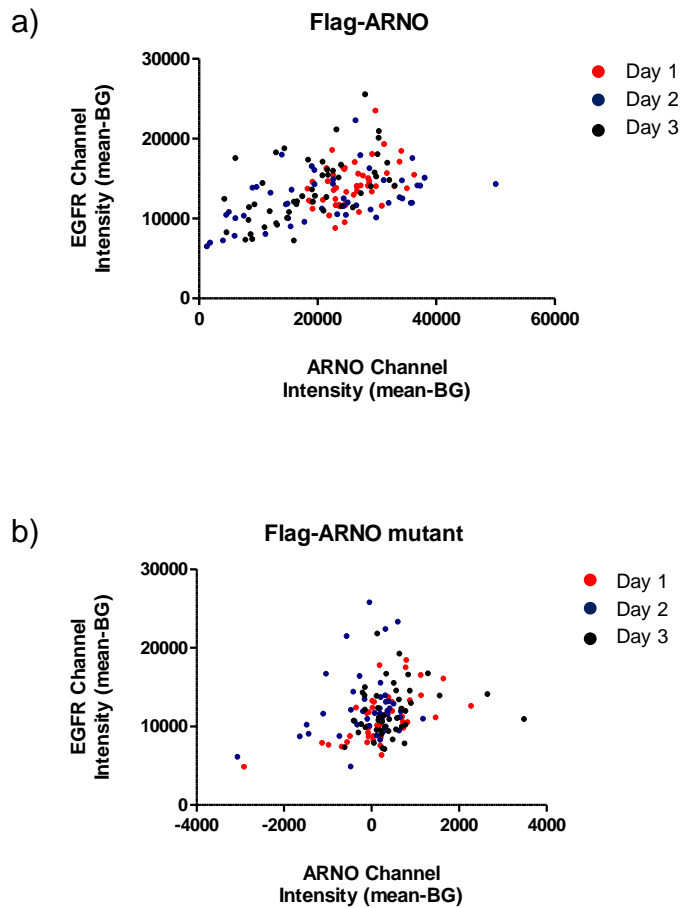 a)
Flag-ARNO
30000
20000
10000
0
0 20000 40000 60000
EGFR Channel
Intensity (mean-BG)
ARNO Channel
Intensity (mean-BG)
Day 1
Day 2
Day 3
b)
Flag-ARNO mutant
30000
20000
10000
0
-4000 -2000 0 2000 4000
EGFR Channel
Intensity (mean-BG)
ARNO Channel
Intensity (mean-BG)
Day 1
Day 2
Day 3